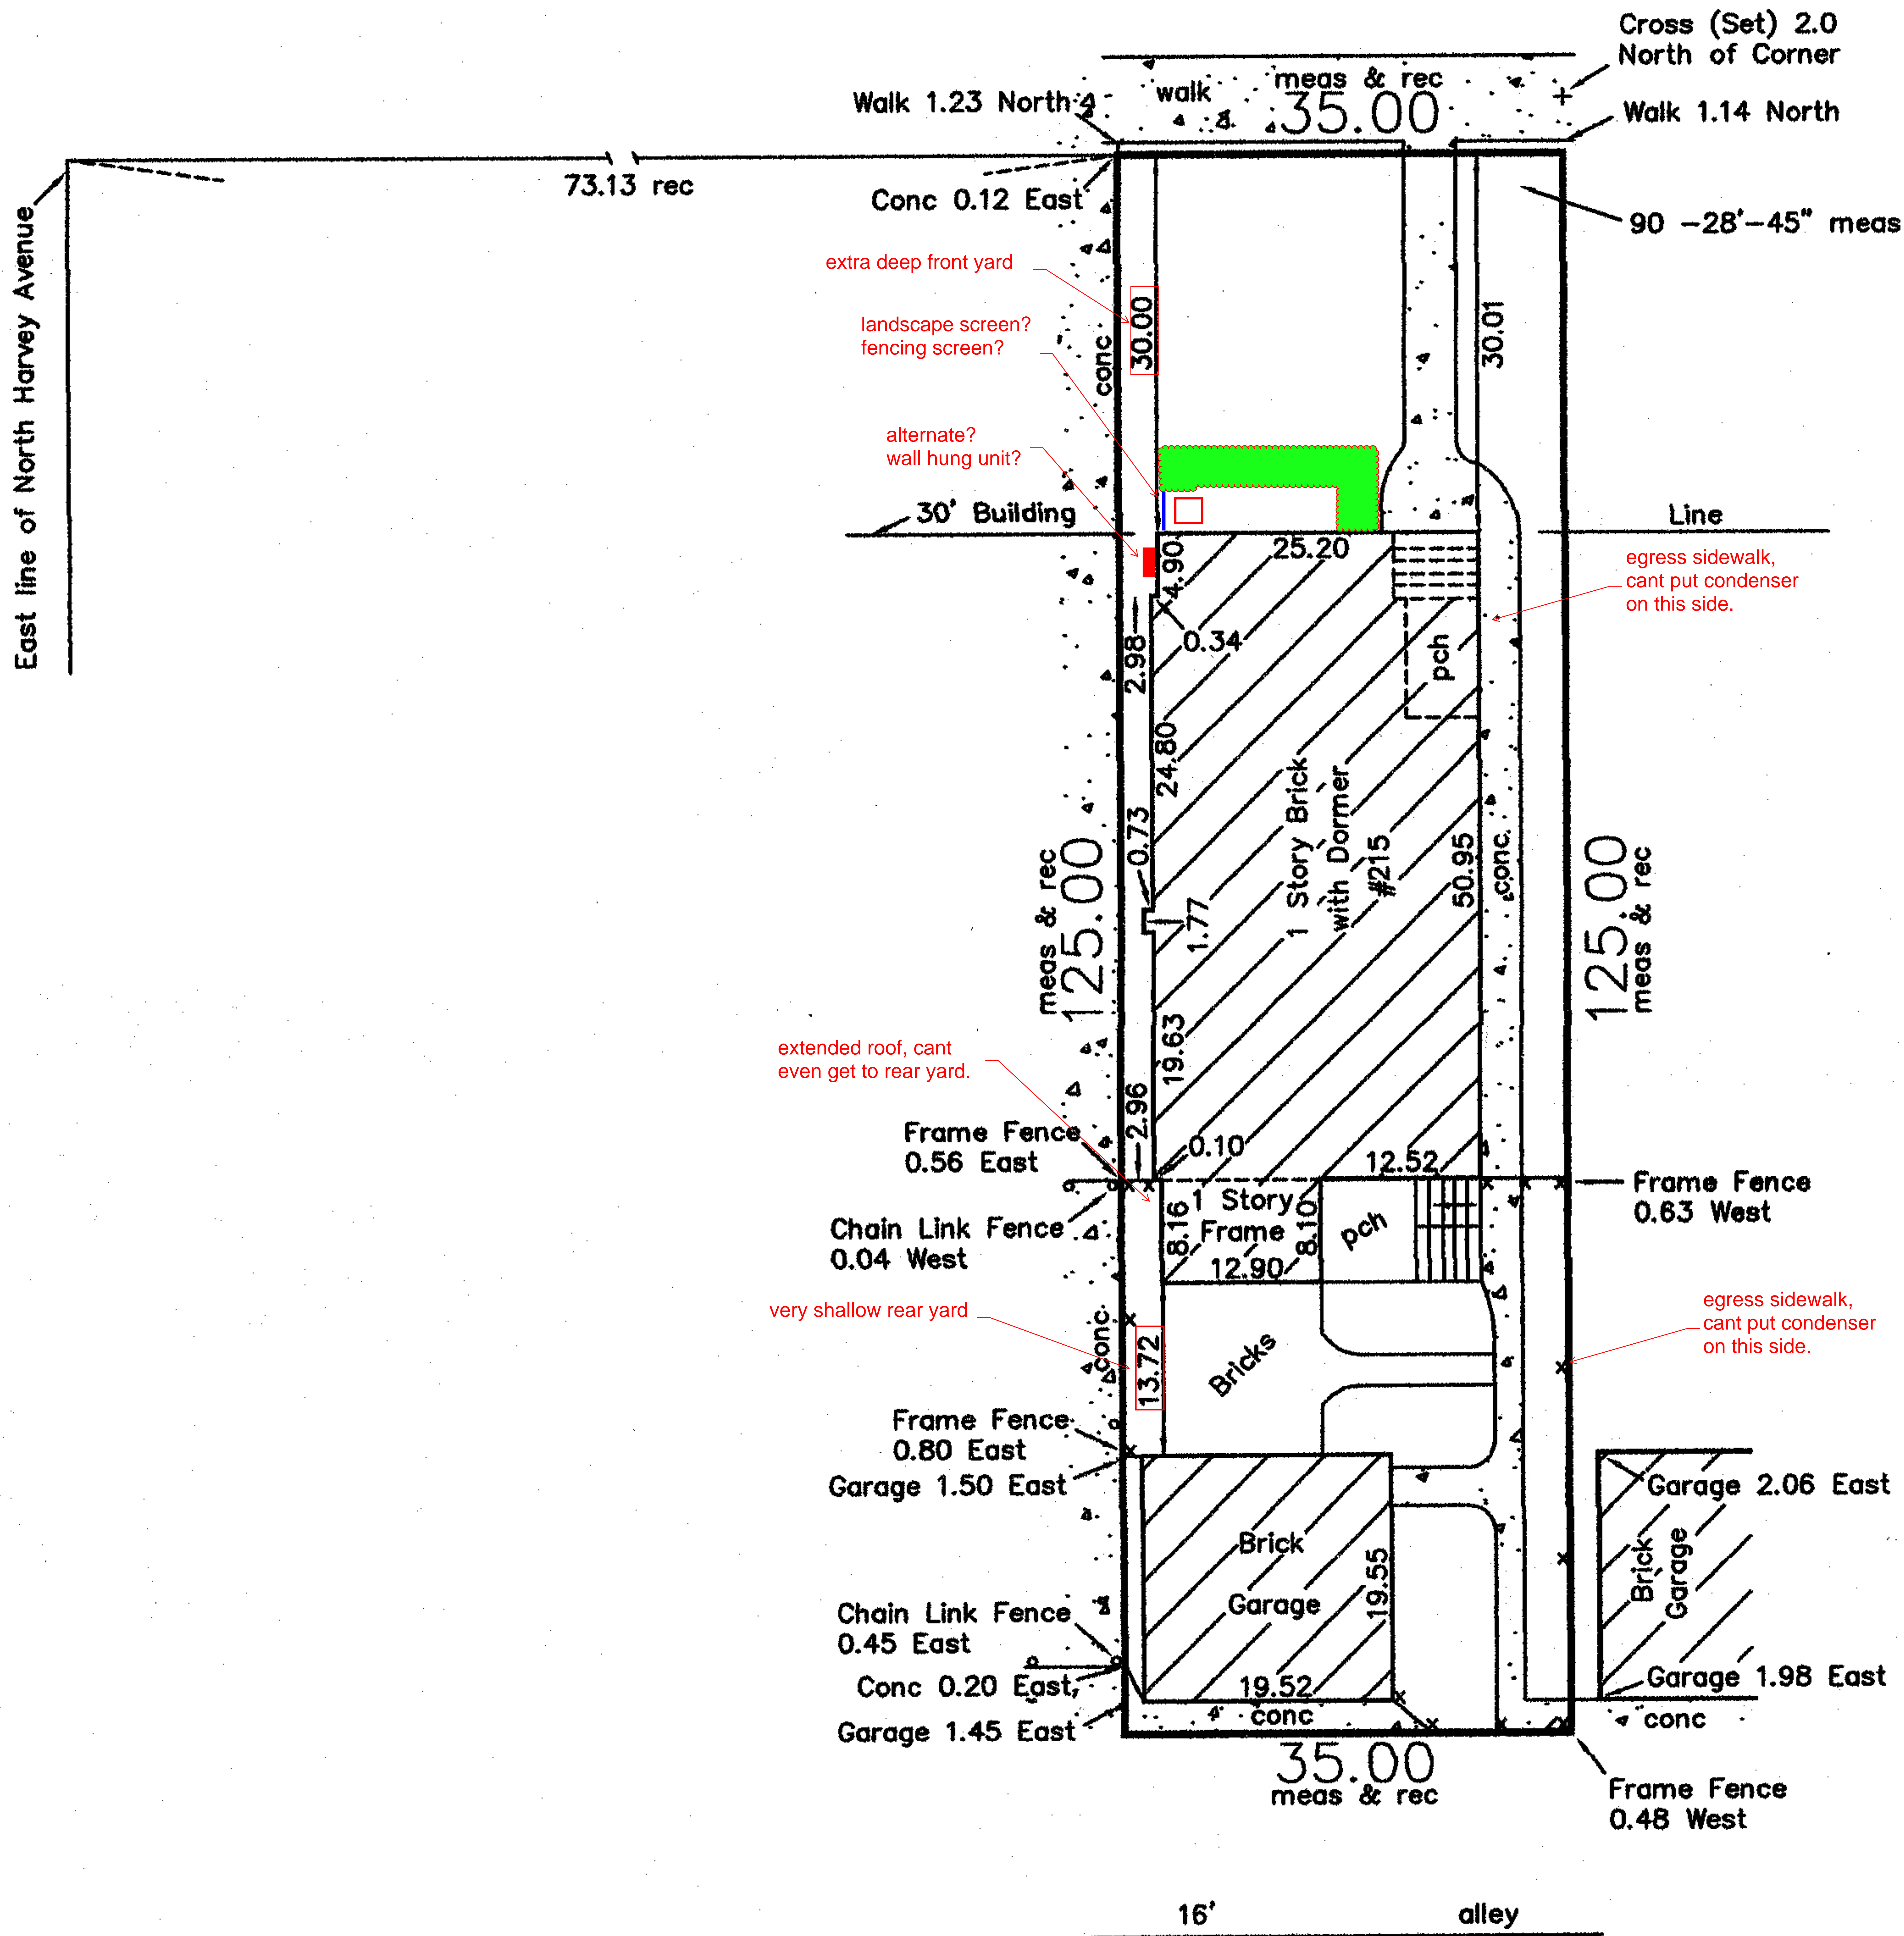 Cross (Set) 2.0
North of Corner
meas & rec
35.00
walk
Walk 1.23 North
Walk 1.14 North
73.13 rec
Conc 0.12 East
90 -28'-45" meas
East line of North Harvey Avenue
extra deep front yard
30.00
30.01
conc
landscape screen?
fencing screen?
alternate?
wall hung unit?
30' Building
Line
25.20
4.90
egress sidewalk,
cant put condenser
on this side.
0.34
2.98
pch
24.80
0.73
1.77
1 Story Brick
with Dormer
#215
50.95
conc.
125.00
meas & rec
125.00
meas & rec
19.63
extended roof, cant
even get to rear yard.
2.96
Frame Fence
0.56 East
0.10
12.52
Frame Fence
0.63 West
Chain Link Fence
0.04 West
8.16
1 Story
Frame
8.10
12.90
pch
very shallow rear yard
conc
13.72
Bricks
egress sidewalk,
cant put condenser
on this side.
Frame Fence
0.80 East
Garage 1.50 East
Garage 2.06 East
Brick
Garage
19.55
Brick
Garage
Chain Link Fence
0.45 East
Conc 0.20 East
Garage 1.45 East
19.52
conc
Garage 1.98 East
conc
35.00
meas & rec
Frame Fence
0.48 West
16' alley